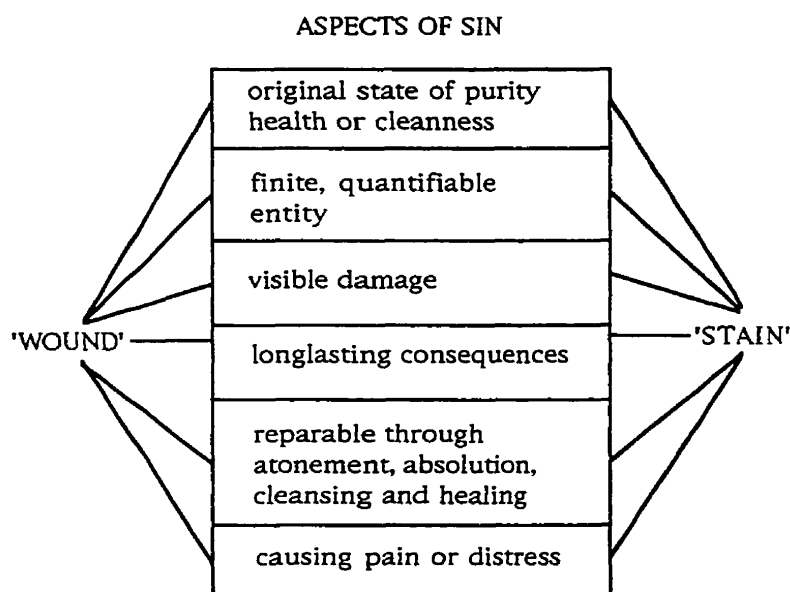 ASPECTS OF SIN
original state of purity
health or cleanness
finite, quantifiable
entity
visible damage
'WOUND'
'STAIN'
longlasting consequences
reparable through
atonement, absolution,
cleansing and healing
causing pain or distress